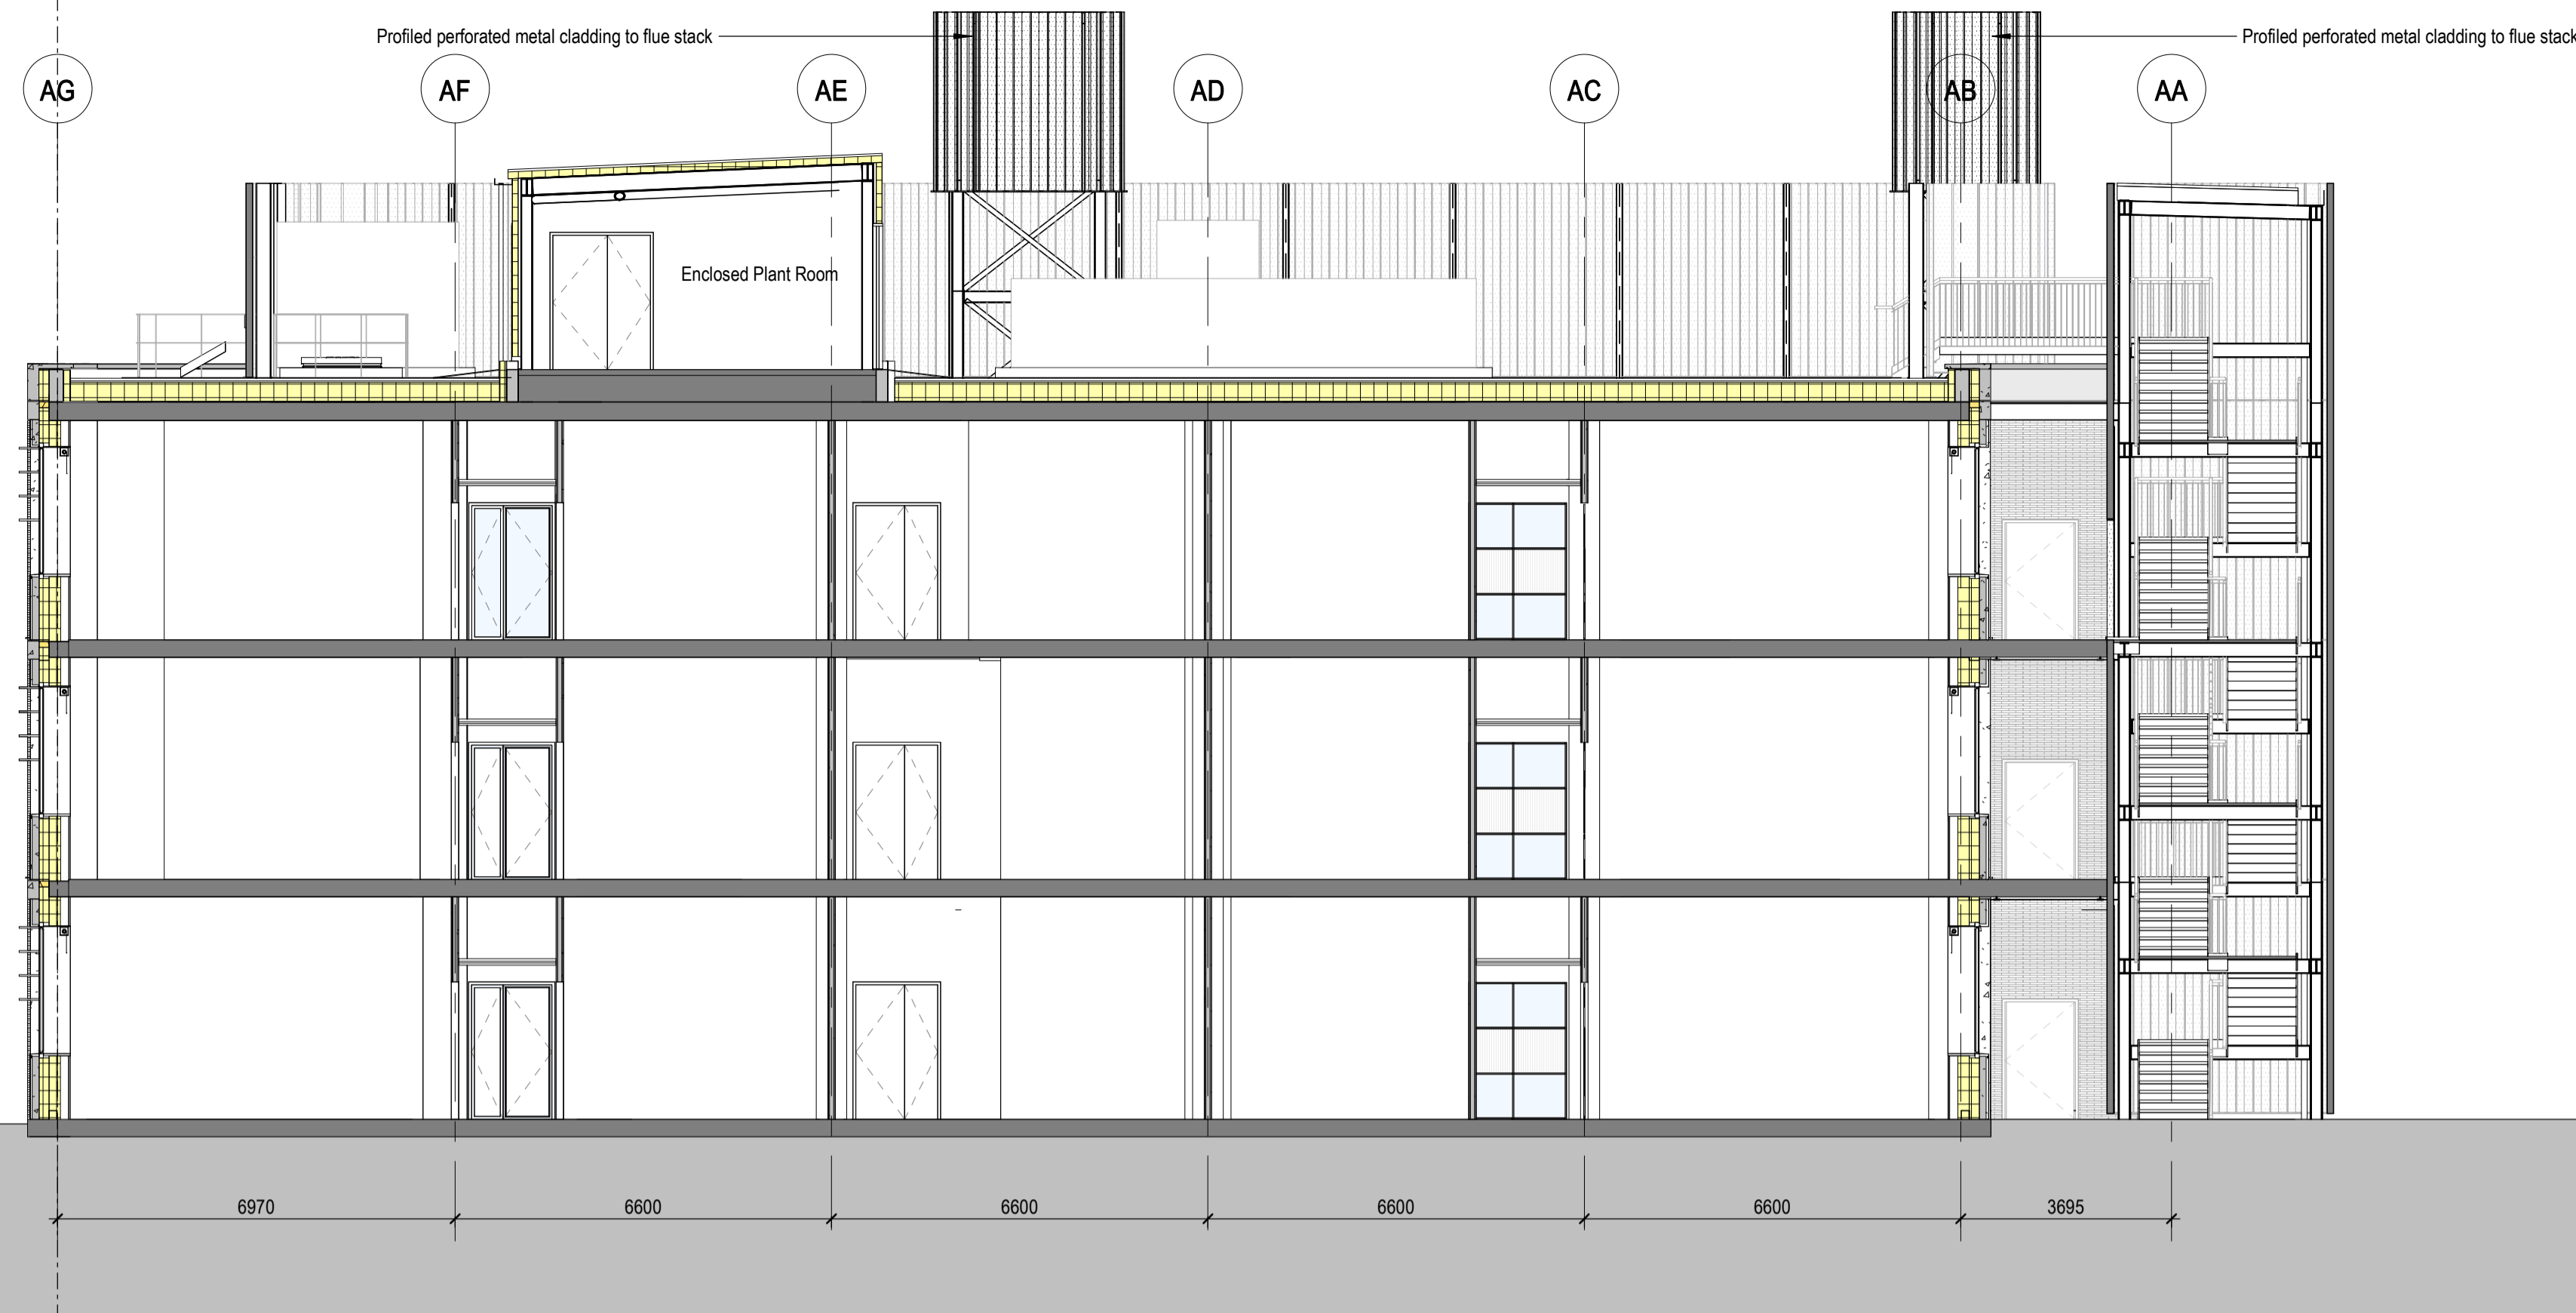 Profiled perforated metal cladding to flue stack
Profiled perforated metal cladding to flue stack
AG
AF
AE
AD
AC
AB
AA
Enclosed Plant Room
6970
6600
6600
6600
6600
3695